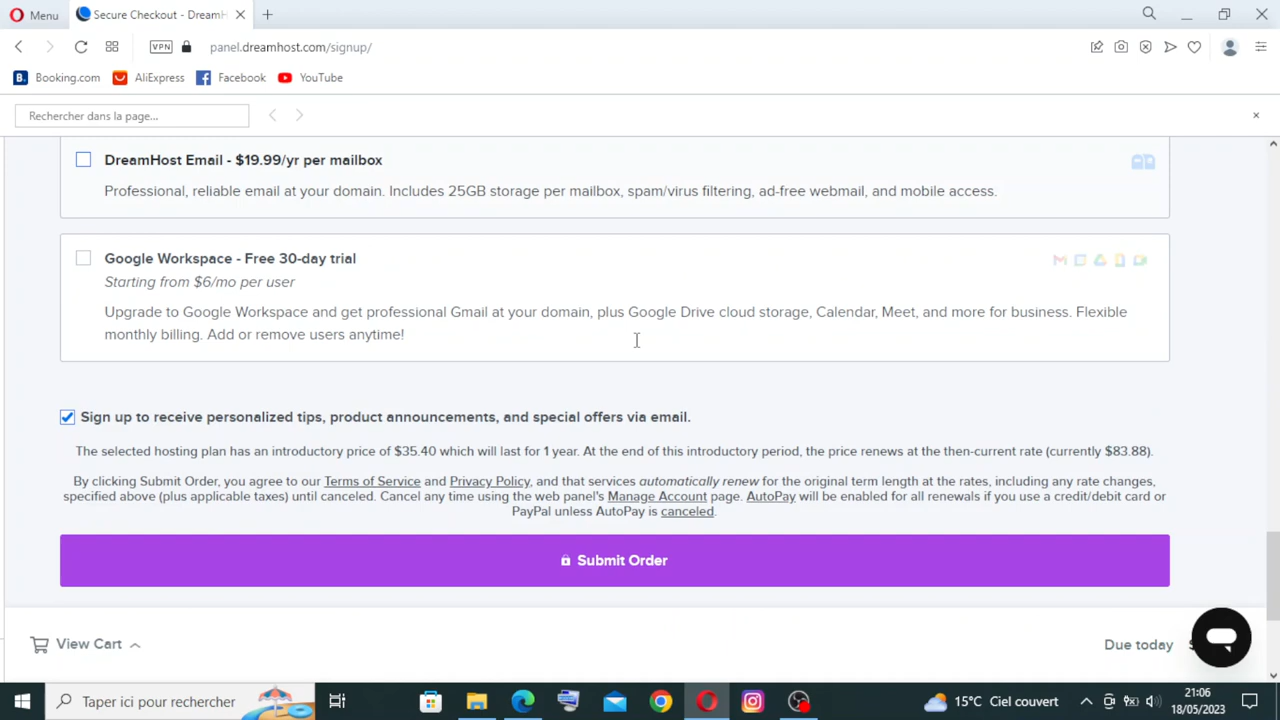 Menu
Secure Checkout - DreamH
VPN
panel.dreamhost.com/signup/
B. Booking.com
AliExpress
Facebook
YouTube
Rechercher dans la page...
DreamHost Email - $19.99/yr per mailbox
Professional, reliable email at your domain. Includes 25GB storage per mailbox, spam/virus filtering, ad-free webmail, and mobile access.
Google Workspace - Free 30-day trial
Starting from $6/mo per user
Upgrade to Google Workspace and get professional Gmail at your domain, plus Google Drive cloud storage, Calendar, Meet, and more for business. Flexible
monthly billing. Add or remove users anytime!
Sign up to receive personalized tips, product announcements, and special offers via email.
The selected hosting plan has an introductory price of $35.40 which will last for 1 year. At the end of this introductory period, the price renews at the then-current rate (currently $83.88).
By clicking Submit Order, you agree to our Terms of Service and Privacy Policy, and that services automatically renew for the original term length at the rates, including any rate changes,
specified above (plus applicable taxes) until canceled. Cancel any time using the web panel's Manage Account page. AutoPay will be enabled for all renewals if you use a credit/debit card or
PayPal unless AutoPay is canceled.
Submit Order
View Cart
Due today
Taper ici pour rechercher
15°C Ciel couvert
21:06
18/05/2023